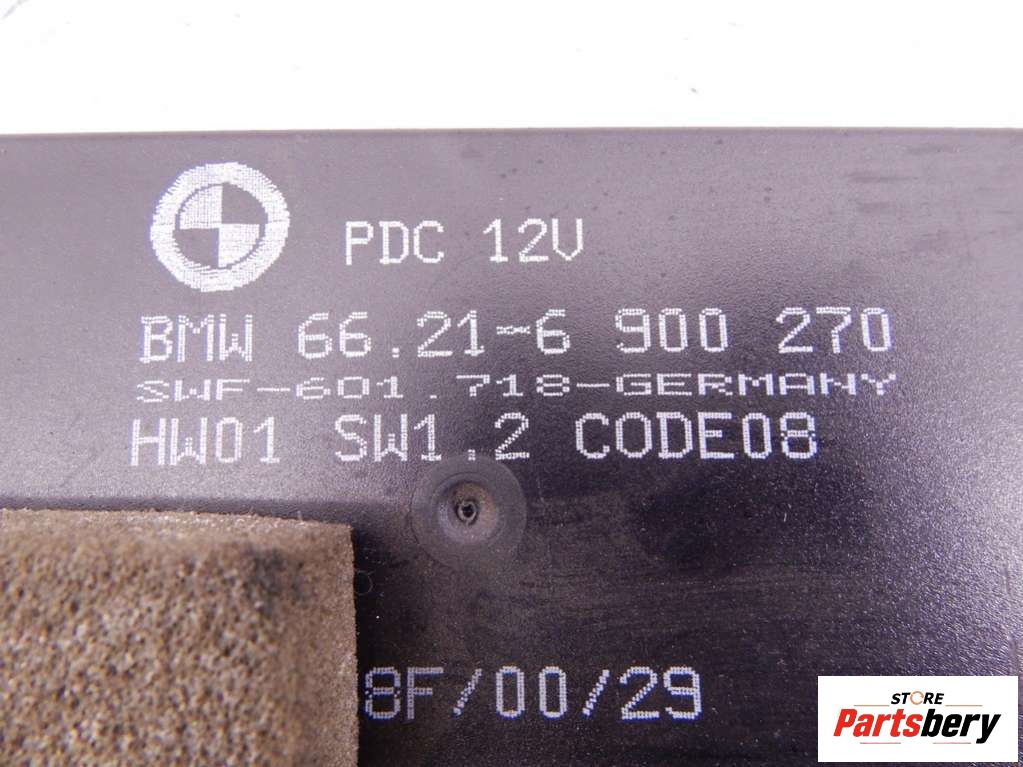 PDC 12V
BMW 66.21-6 900 270
SWF-601.718-GERMANY
HW01 SW1.2 CODE08
8F/00/29
STORE
Partsbery